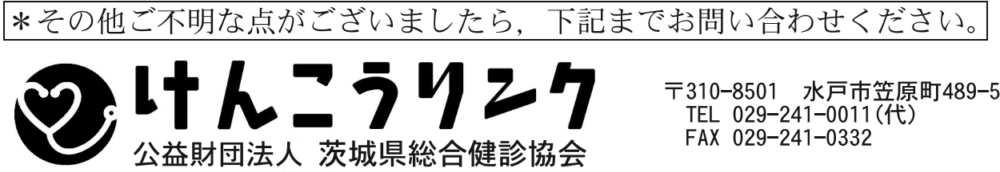 ＊その他ご不明な点がございましたら，下記までお問い合わせください。
けんこうリンク
公益財団法人 茨城県総合健診協会
〒310-8501　水戸市笠原町489-5
TEL 029-241-0011(代)
FAX 029-241-0332